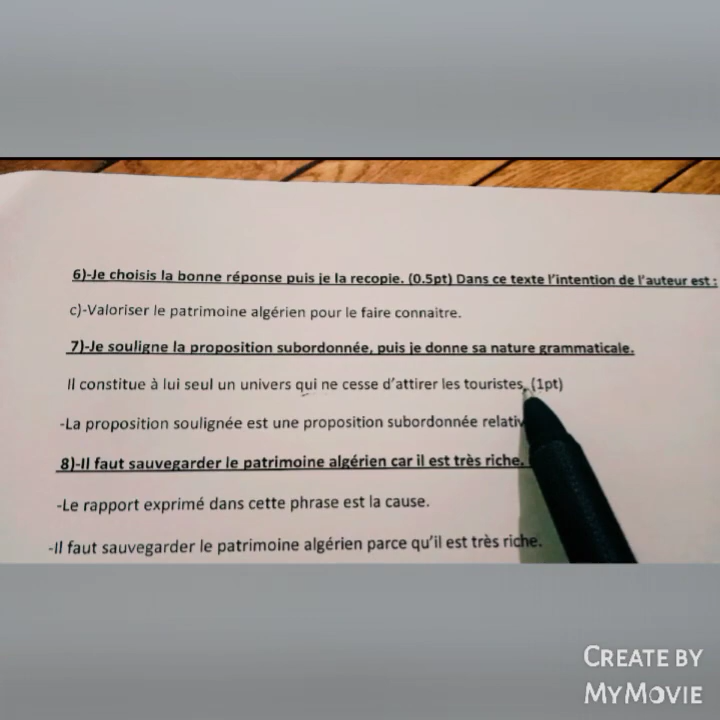 6)-Je choisis la bonne réponse puis je la recopie. (0.5pt) Dans ce texte l'intention de l'auteur est :
c)-Valoriser le patrimoine algérien pour le faire connaitre.
7)-Je souligne la proposition subordonnée, puis je donne sa nature grammaticale.
Il constitue à lui seul un univers qui ne cesse d'attirer les touristes. (1pt)
-La proposition soulignée est une proposition subordonnée
8)-Il faut sauvegarder le patrimoine algérien car il est très riche.
-Le rapport exprimé dans cette phrase est la cause.
-Il faut sauvegarder le patrimoine algérien parce qu'il est très riche.
CREATE BY
MYMOVIE